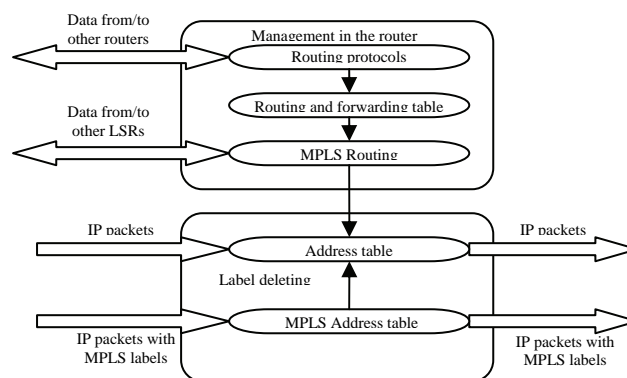 Data from/to
other routers
Management in the router
Routing protocols
Routing and forwarding table
Data from/to
other LSRs
MPLS Routing
IP packets
Address table
IP packets
Label deleting
MPLS Address table
IP packets with
MPLS labels
IP packets with
MPLS labels